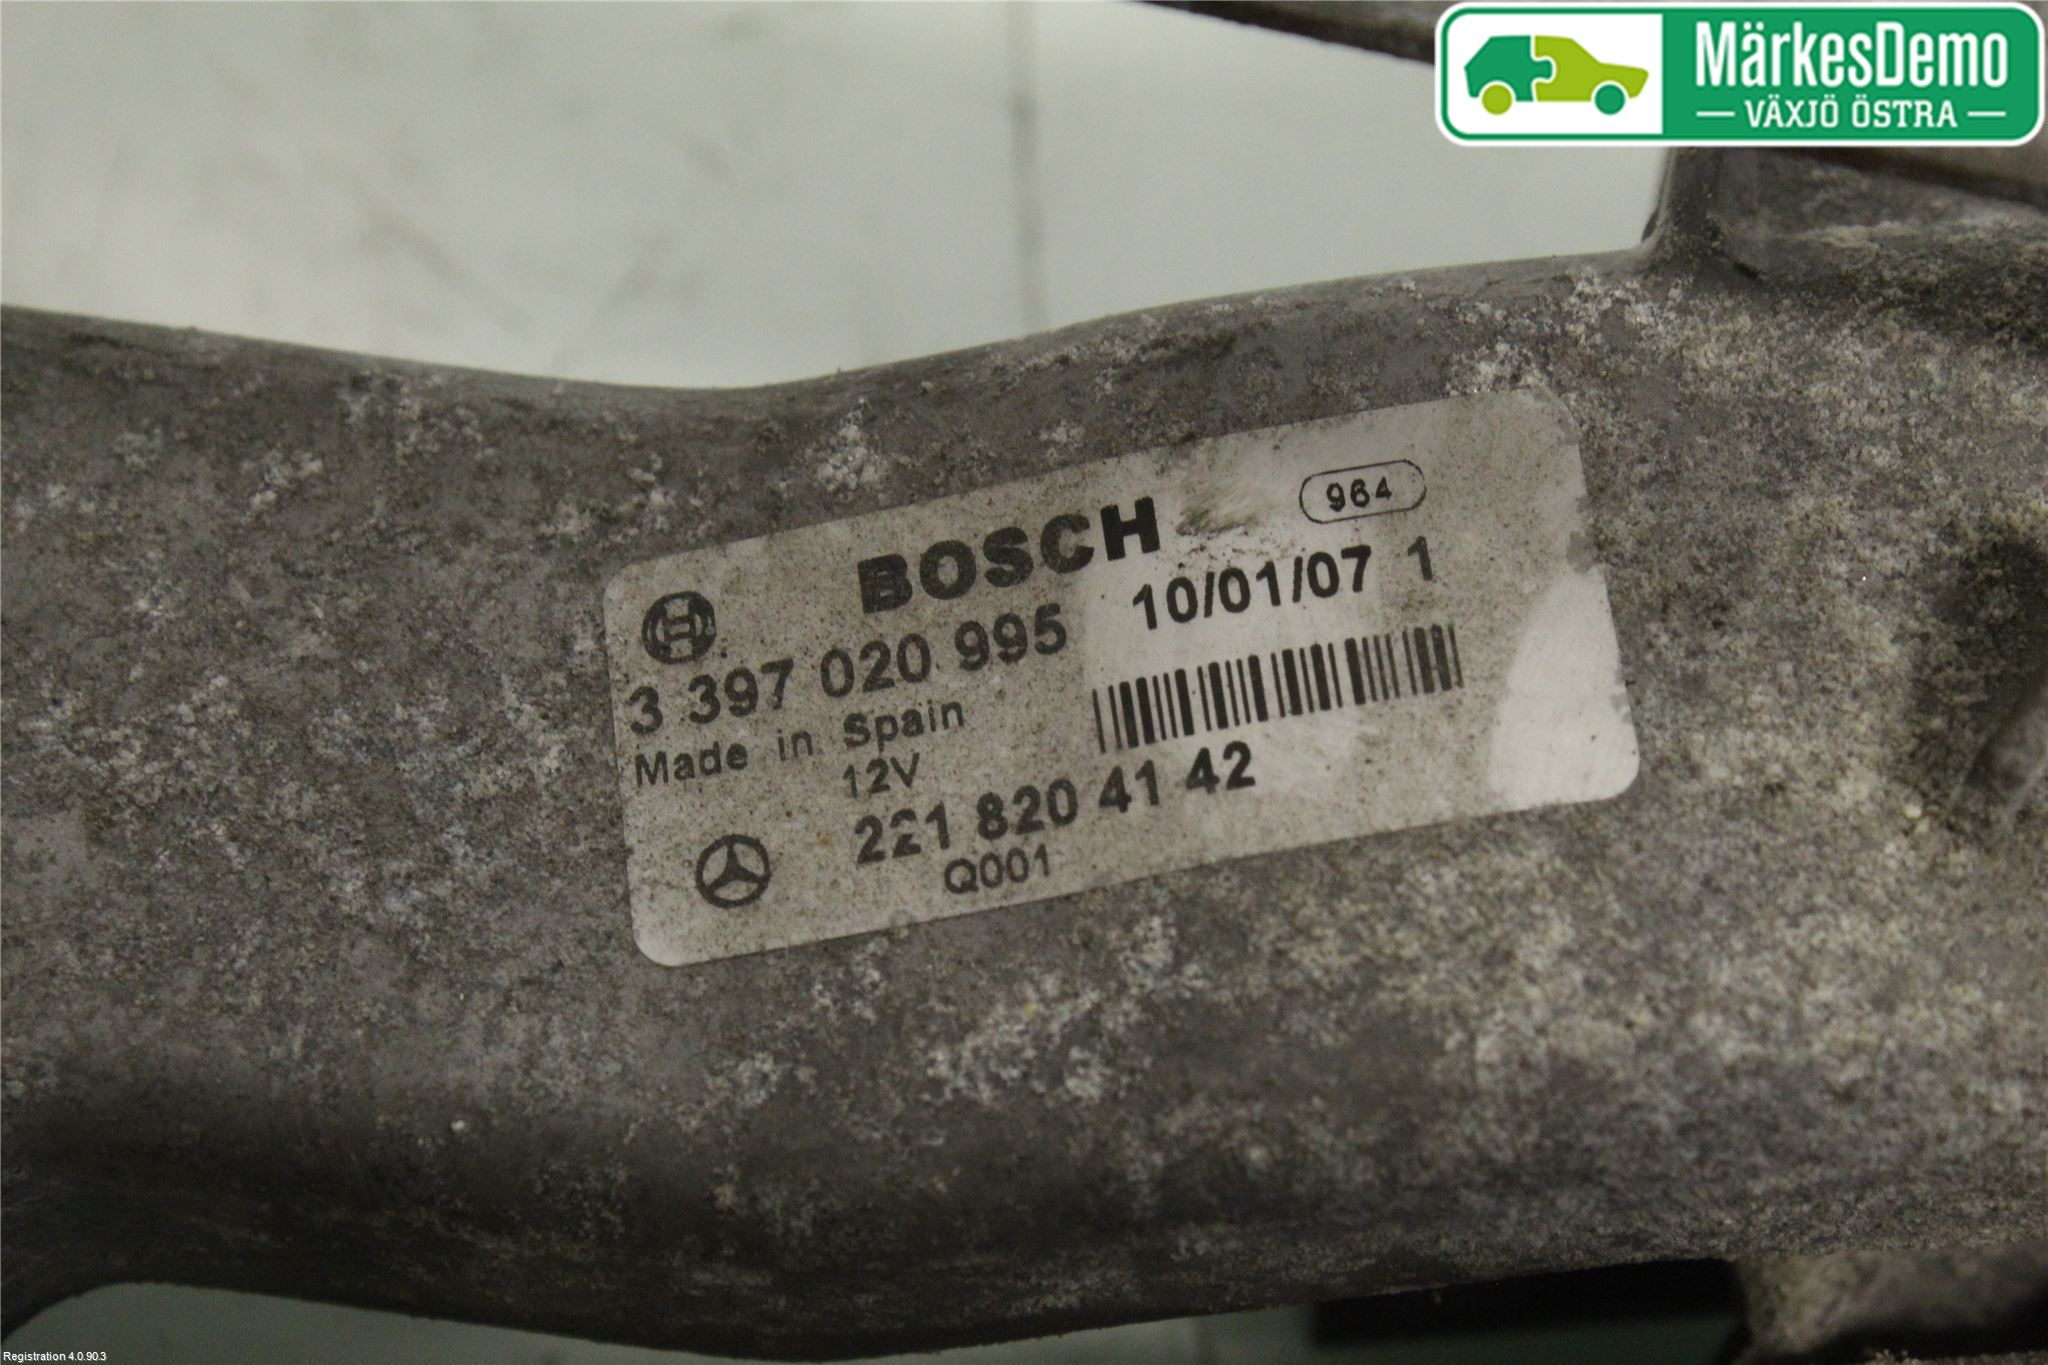 MärkesDemo
VÄXJÖ ÖSTRA
964
BOSCH
3 397 020 995 10/01/07 1
Made in Spain
12V
221 820 41 42
Q001
Registration 4.0.90.3